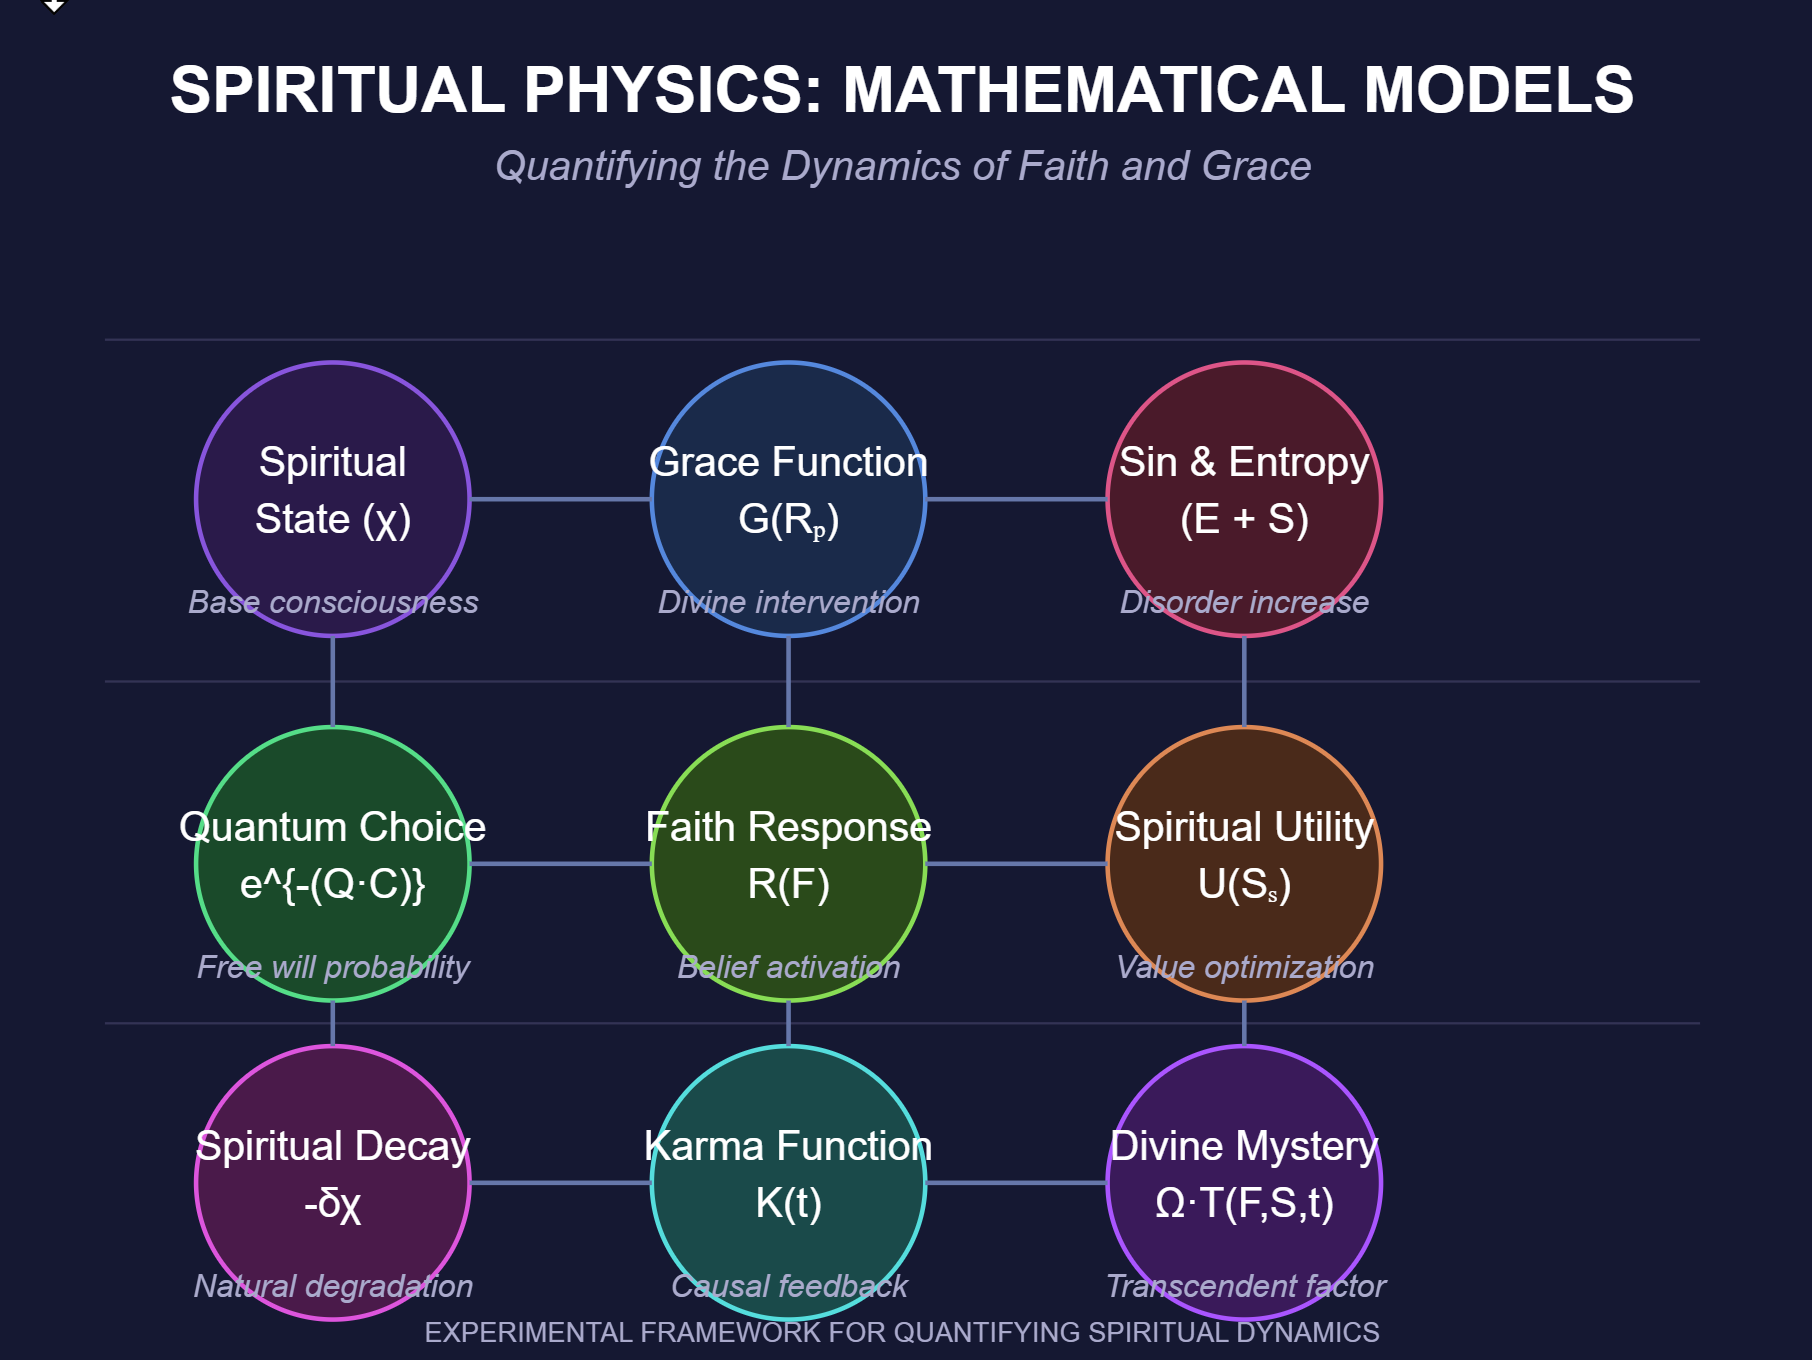 SPIRITUAL PHYSICS: MATHEMATICAL MODELS
Quantifying the Dynamics of Faith and Grace
Spiritual
State (χ)
Base consciousness
Grace Function
G(Rₚ)
Divine intervention
Sin & Entropy
(E + S)
Disorder increase
Quantum Choice
e^{-(Q·C)}
Free will probability
Faith Response
R(F)
Belief activation
Spiritual Utility
U(Sₛ)
Value optimization
Spiritual Decay
-δχ
Natural degradation
Karma Function
K(t)
Causal feedback
Divine Mystery
Ω·T(F,S,t)
Transcendent factor
EXPERIMENTAL FRAMEWORK FOR QUANTIFYING SPIRITUAL DYNAMICS